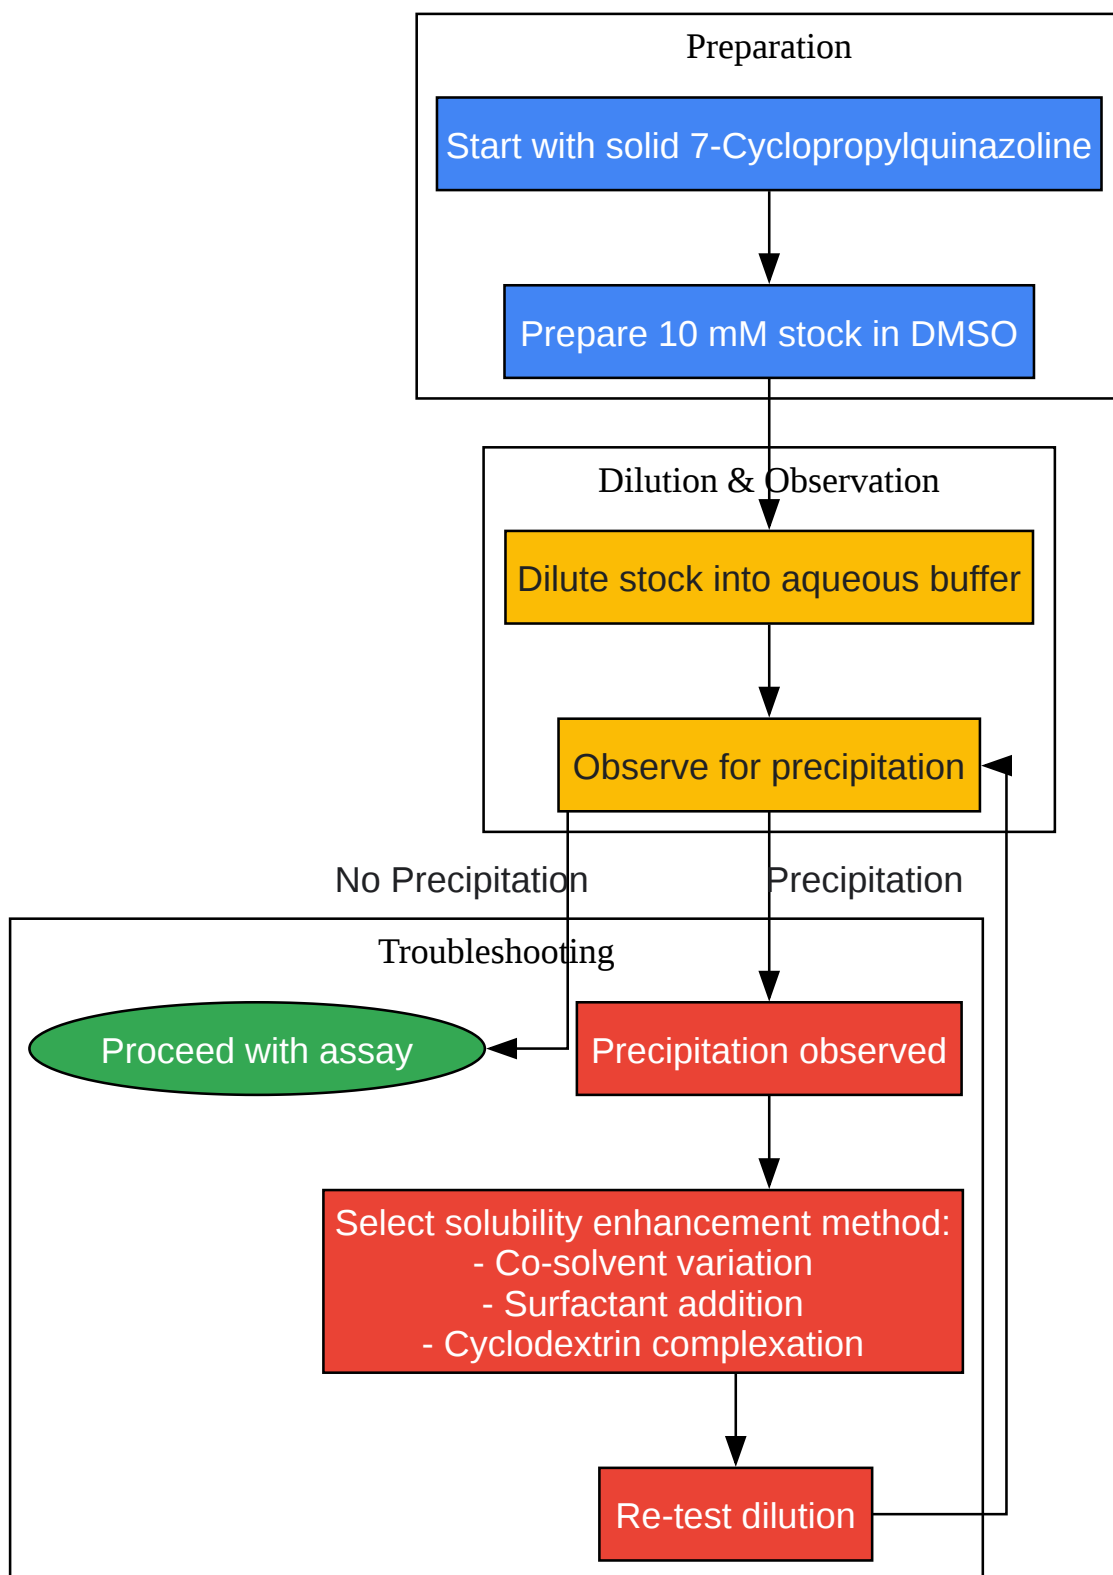 Preparation
Start with solid 7-Cyclopropylquinazoline
Prepare 10 mM stock in DMSO
Dilution & Observation
Dilute stock into aqueous buffer
Observe for precipitation
No Precipitation
Precipitation
Troubleshooting
Proceed with assay
Precipitation observed
Select solubility enhancement method:
- Co-solvent variation
- Surfactant addition
- Cyclodextrin complexation
Re-test dilution